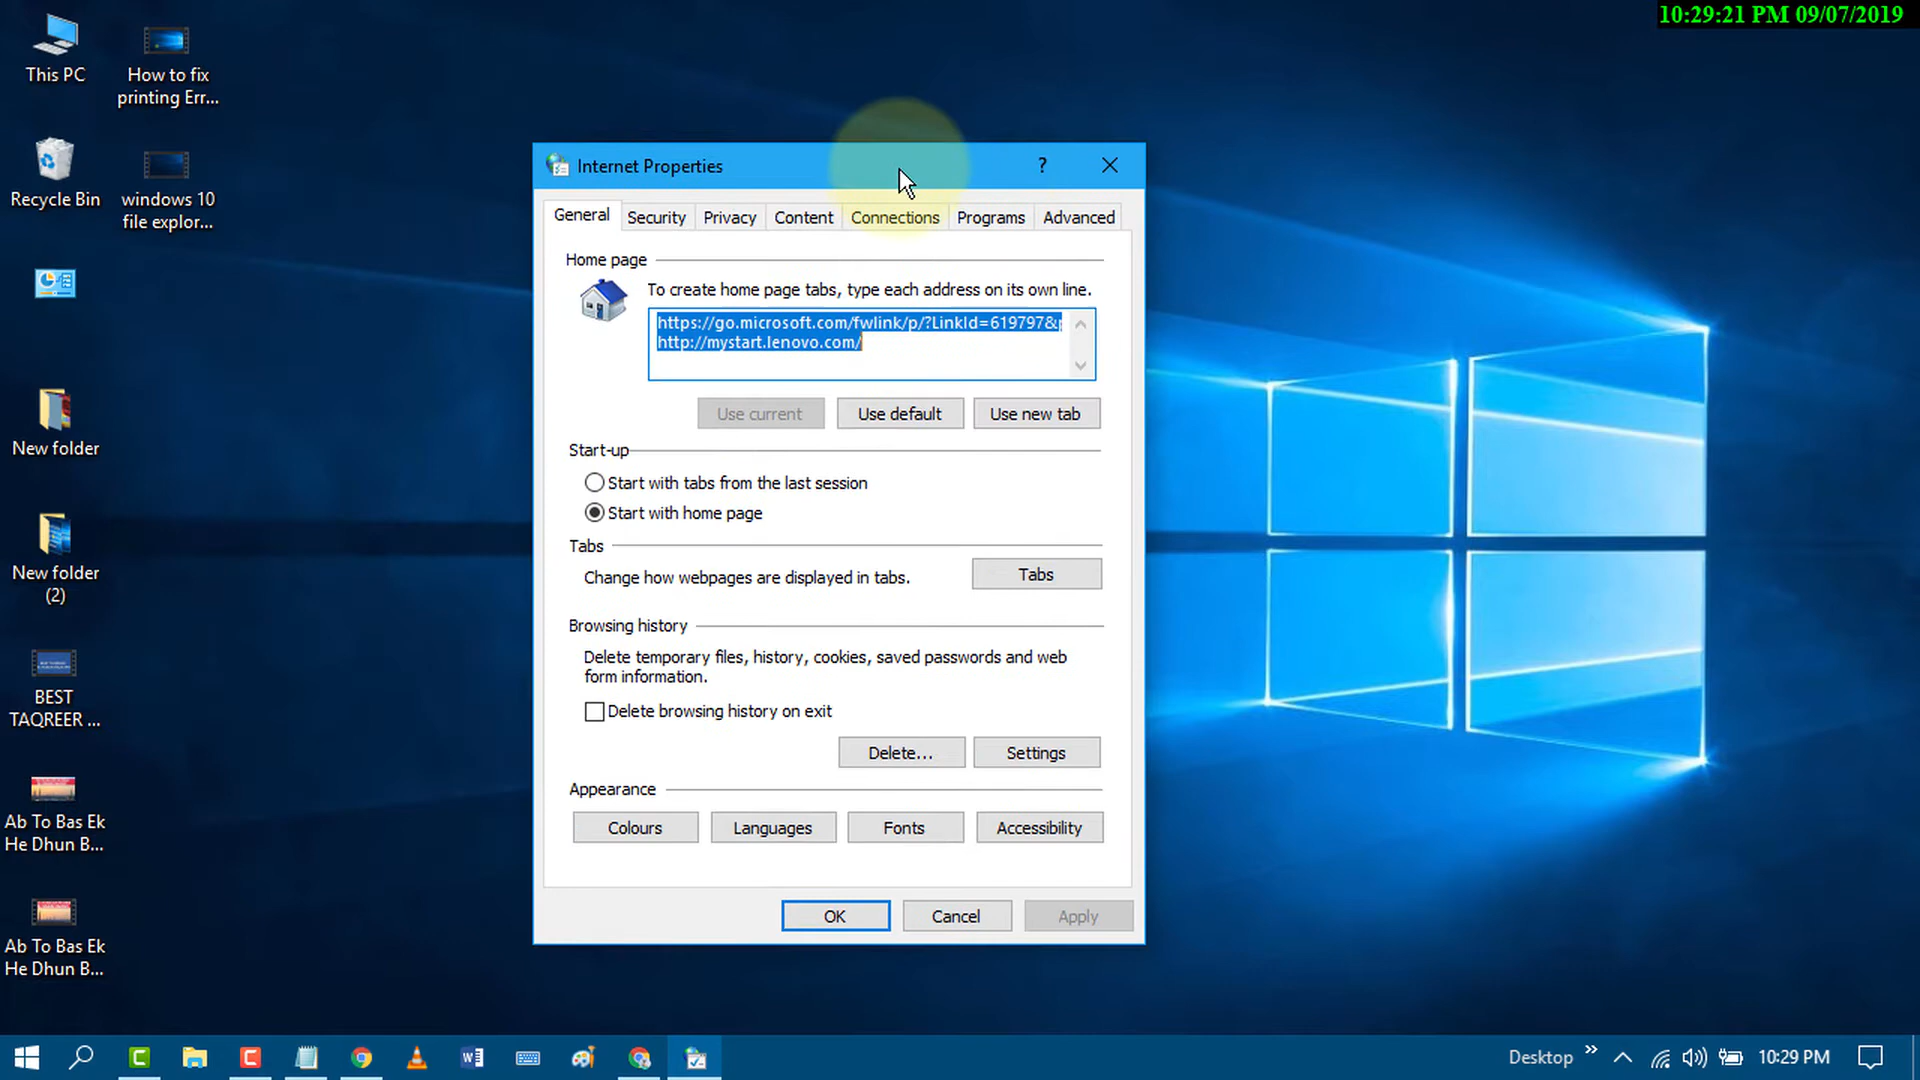 10:29:21 PM 09/07/2019
This PC
How to fix
printing Err...
Recycle Bin
windows 10
file explor...
New folder
New folder
(2)
BEST
TAQREER ...
Ab To Bas Ek
He Dhun B...
Ab To Bas Ek
He Dhun B...
Internet Properties
?
General
Security
Privacy
Content
Connections
Programs
Advanced
Home page
To create home page tabs, type each address on its own line.
https://go.microsoft.com/fwlink/p/?LinkId=619797&
http://mystart.lenovo.com/
Use current
Use default
Use new tab
Start-up
Start with tabs from the last session
Start with home page
Tabs
Change how webpages are displayed in tabs.
Tabs
Browsing history
Delete temporary files, history, cookies, saved passwords and web
form information.
Delete browsing history on exit
Delete...
Settings
Appearance
Colours
Languages
Fonts
Accessibility
OK
Cancel
Apply
Desktop
10:29 PM